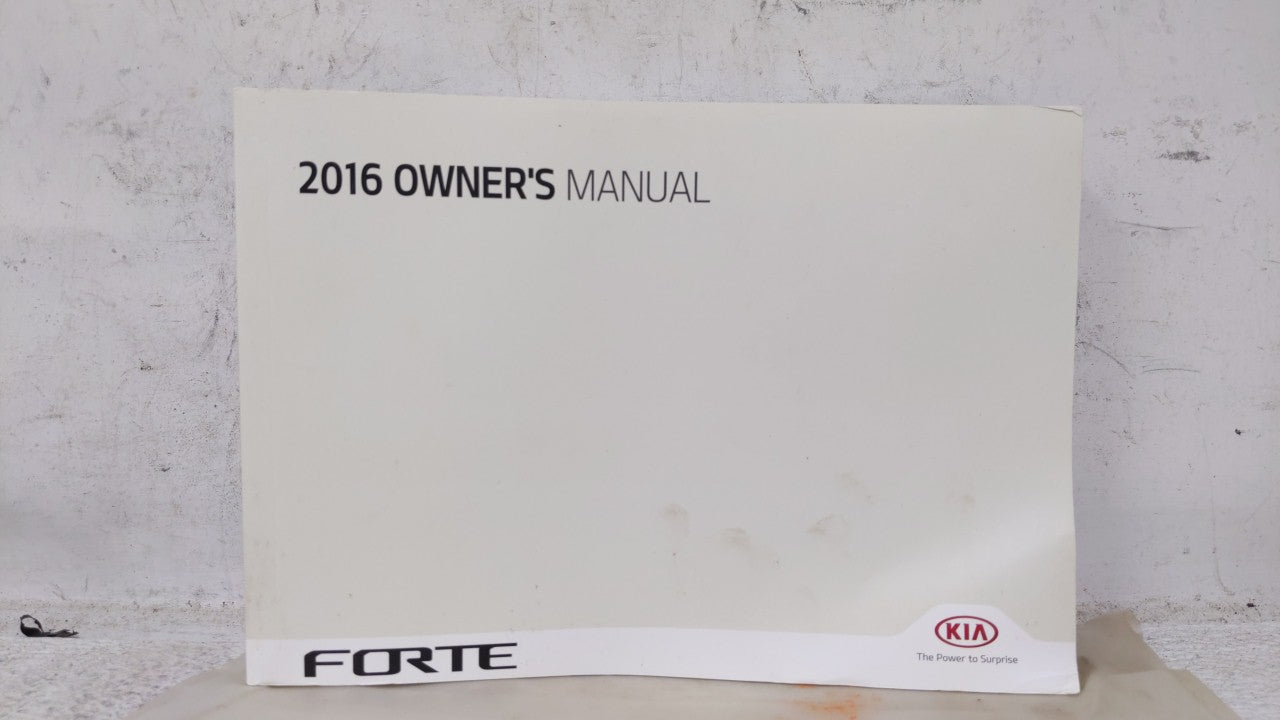 2016 OWNER'S MANUAL
FORTE
KIA
The Power to Surprise